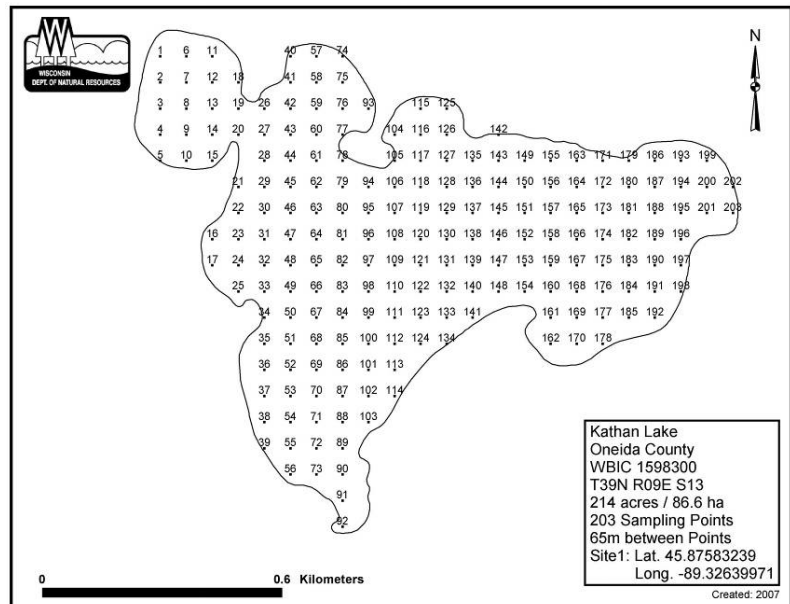 W
WISCONSIN
DEPT. OF NATURAL RESOURCES
N
1 6 11 40 57 74
2 7 12 18 41 58 75
3 8 13 19 26 42 59 76 93 115 125
4 9 14 20 27 43 60 77 104 116 126 142
5 10 15 28 44 61 78 105 117 127 135 143 149 155 163 171 179 186 193 199
21 29 45 62 79 94 106 118 128 136 144 150 156 164 172 180 187 194 200 202
22 30 46 63 80 95 107 119 129 137 145 151 157 165 173 181 188 195 201 203
16 23 31 47 64 81 96 108 120 130 138 146 152 158 166 174 182 189 196
17 24 32 48 65 82 97 109 121 131 139 147 153 159 167 175 183 190 197
25 33 49 66 83 98 110 122 132 140 148 154 160 168 176 184 191 198
34 50 67 84 99 111 123 133 141 161 169 177 185 192
35 51 68 85 100 112 124 134 162 170 178
36 52 69 86 101 113
37 53 70 87 102 114
38 54 71 88 103
39 55 72 89
56 73 90
91
92
Kathan Lake
Oneida County
WBIC 1598300
T39N R09E S13
214 acres / 86.6 ha
203 Sampling Points
65m between Points
Site1: Lat. 45.87583239
Long. -89.32639971
0 0.6 Kilometers
Created: 2007